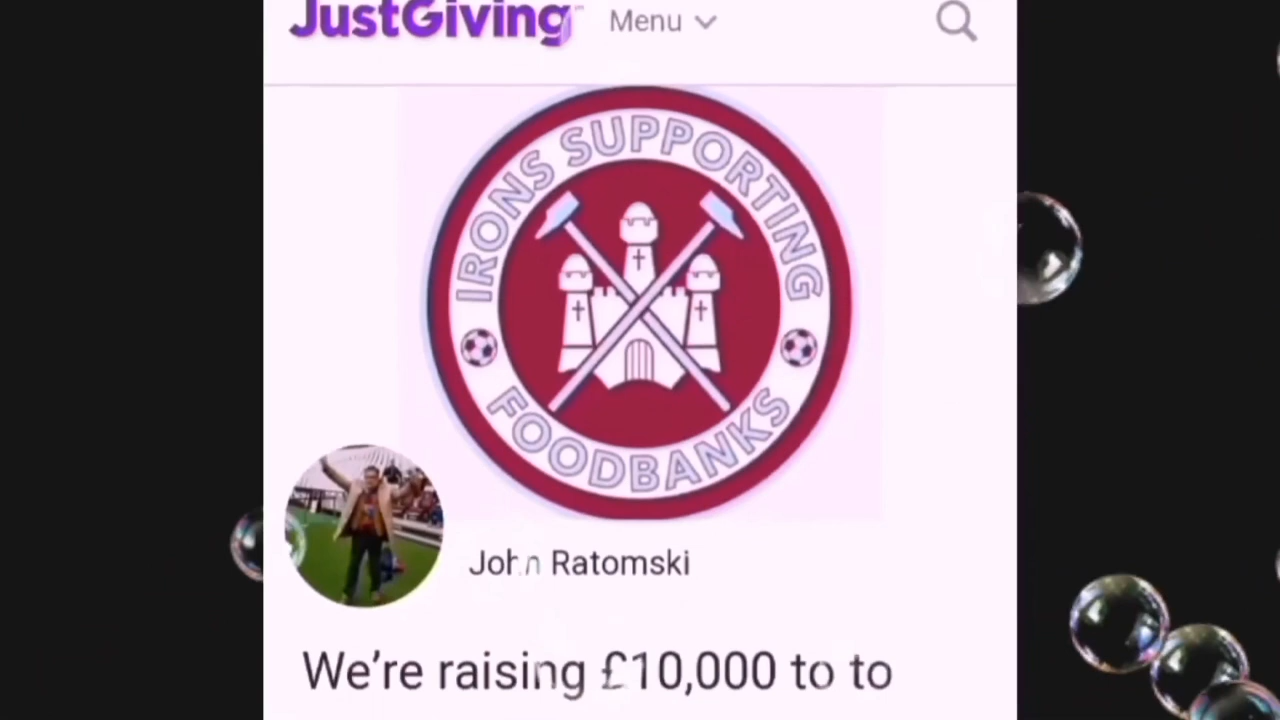 JustGiving
Menu
IRONS SUPPORTING
FOODBANKS
John Ratomski
We're raising £10,000 to to